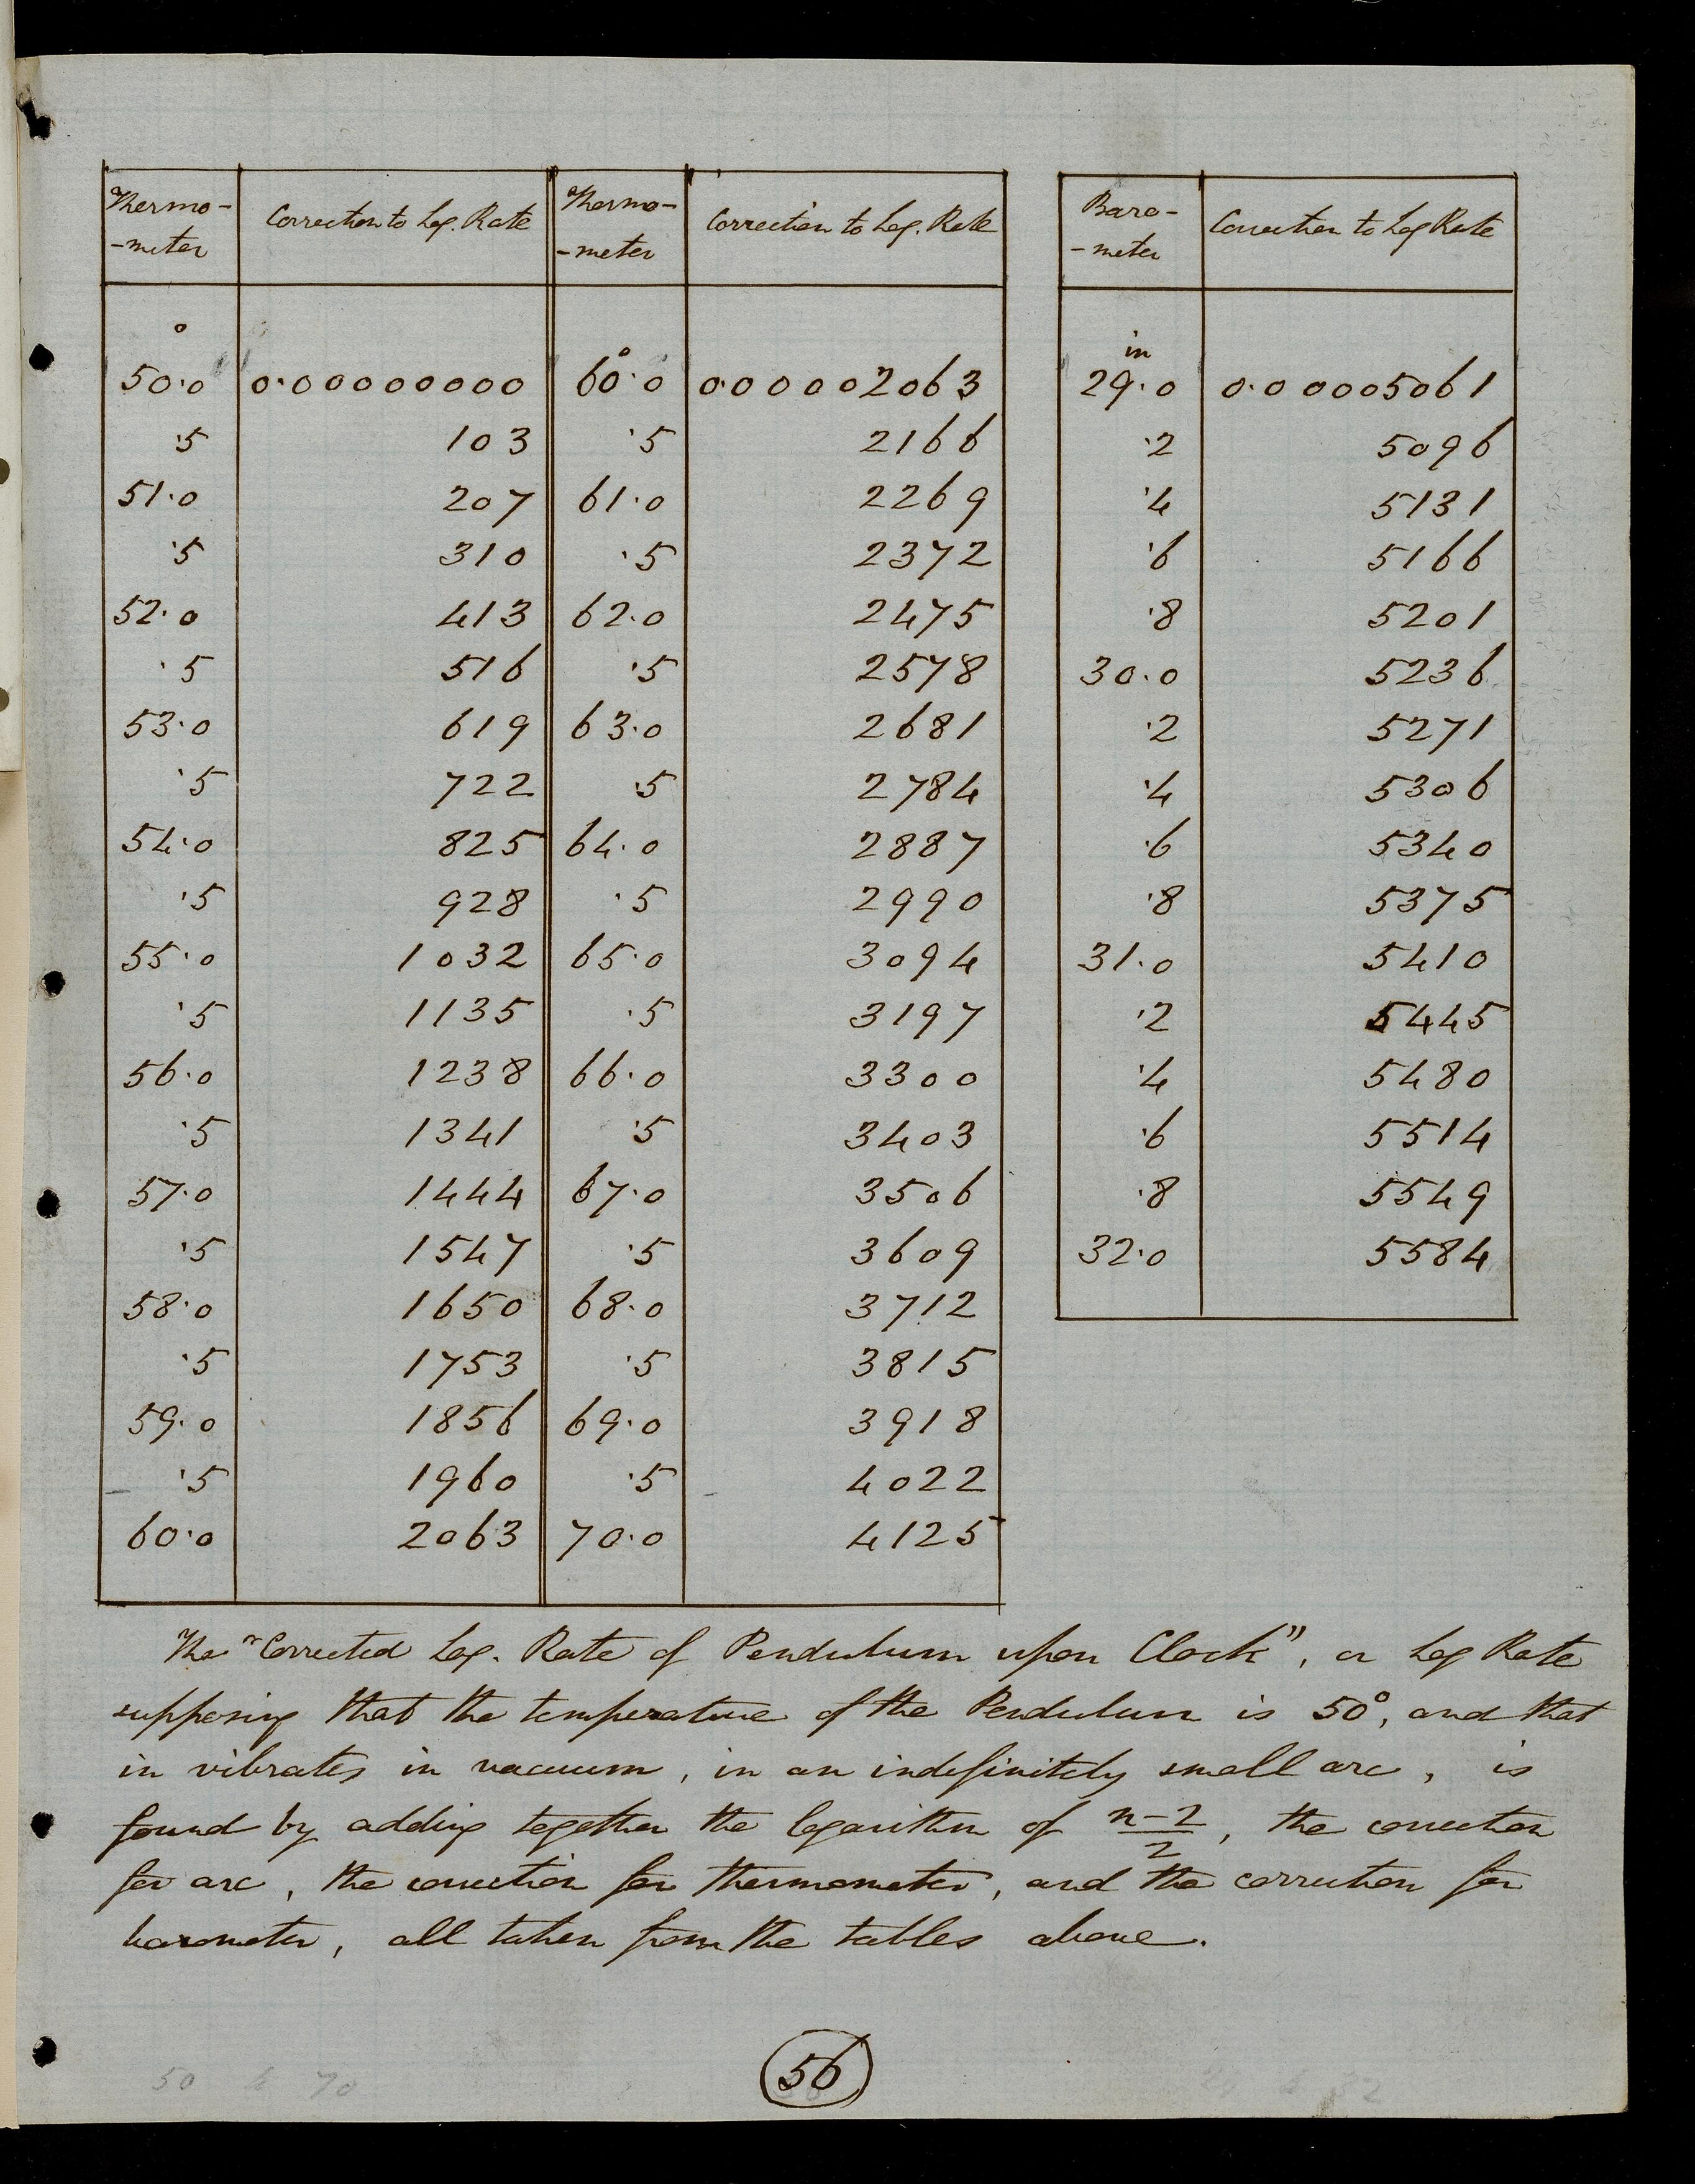 Thermo- Correction to Log. Rate Thermo- Correction to Log. Rate Baro- Correction to Log Rate
-meter -meter -meter
° ° in
50·0 0·00000000 60·0 0·00002063 29·0 0·00005061
·5 103 ·5 2166 ·2 5096
51·0 207 61·0 2269 ·4 5131
·5 310 ·5 2372 ·6 5166
52·0 413 62·0 2475 ·8 5201
·5 516 ·5 2578 30·0 5236
53·0 619 63·0 2681 ·2 5271
·5 722 ·5 2784 ·4 5306
54·0 825 64·0 2887 ·6 5340
·5 928 ·5 2990 ·8 5375
55·0 1032 65·0 3094 31·0 5410
·5 1135 ·5 3197 ·2 5445
56·0 1238 66·0 3300 ·4 5480
·5 1341 ·5 3403 ·6 5514
57·0 1444 67·0 3506 ·8 5549
·5 1547 ·5 3609 32·0 5584
58·0 1650 68·0 3712
·5 1753 ·5 3815
59·0 1856 69·0 3918
·5 1960 ·5 4022
60·0 2063 70·0 4125
The "Corrected Log. Rate of Pendulum upon Clock", or Log Rate
supposing that the temperature of the Pendulum is 50°, and that
in vibrates in vacuum, in an indefinitely small arc, is
found by adding together the logarithm of n-2/2, the correction
for arc, the correction for thermometer, and the correction for
barometer, all taken from the tables above.
56
50 70
32